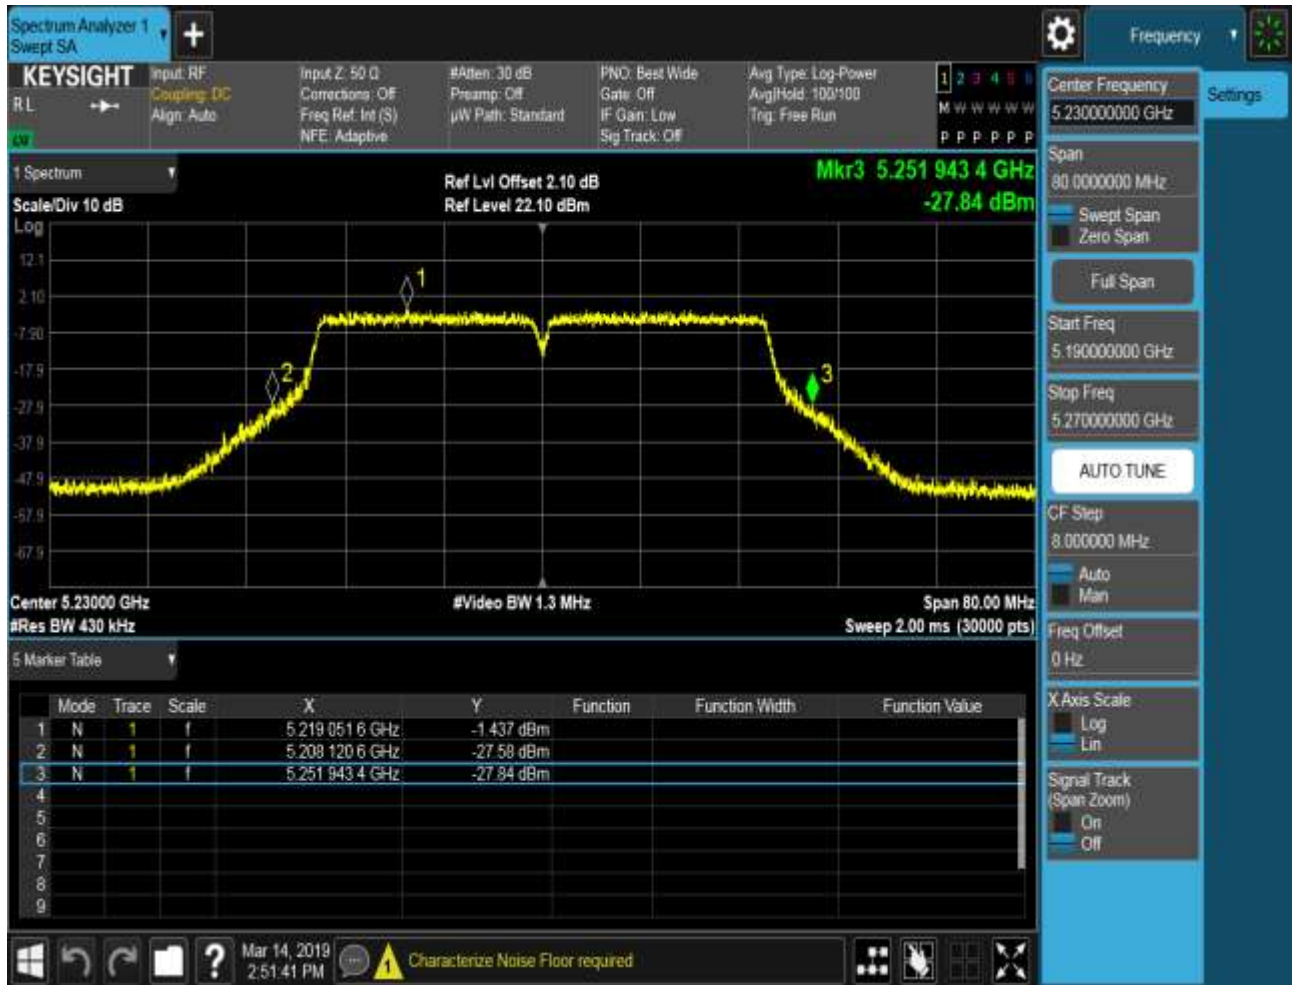 Spectrum Analyzer 1
Swept SA
Frequency
KEYSIGHT
RL
Input: RF
Coupling: DC
Align: Auto
Input Z: 50 Ω
Corrections: Off
Freq Ref: Int (S)
NFE: Adaptive
#Atten: 30 dB
Preamp: Off
µW Path: Standard
PNO: Best Wide
Gate: Off
IF Gain: Low
Sig Track: Off
Avg Type: Log-Power
Avg|Hold: 100/100
Trig: Free Run
1 2 3 4 5 6
M W W W W W
P P P P P P
1 Spectrum
Scale/Div 10 dB
Ref Lvl Offset 2.10 dB
Ref Level 22.10 dBm
Mkr3 5.251 943 4 GHz
-27.84 dBm
Log
12.1
2.10
-7.90
-17.9
-27.9
-37.9
-47.9
-57.9
-67.9
1
2
3
Center 5.23000 GHz
#Res BW 430 kHz
#Video BW 1.3 MHz
Span 80.00 MHz
Sweep 2.00 ms (30000 pts)
5 Marker Table
Mode Trace Scale X Y Function Function Width Function Value
1 N 1 f 5.219 051 6 GHz -1.437 dBm
2 N 1 f 5.208 120 6 GHz -27.58 dBm
3 N 1 f 5.251 943 4 GHz -27.84 dBm
4
5
6
7
8
9
Mar 14, 2019
2:51:41 PM
?
1
Characterize Noise Floor required
Center Frequency
5.230000000 GHz
Settings
Span
80.0000000 MHz
Swept Span
Zero Span
Full Span
Start Freq
5.190000000 GHz
Stop Freq
5.270000000 GHz
AUTO TUNE
CF Step
8.000000 MHz
Auto
Man
Freq Offset
0 Hz
X Axis Scale
Log
Lin
Signal Track
(Span Zoom)
On
Off